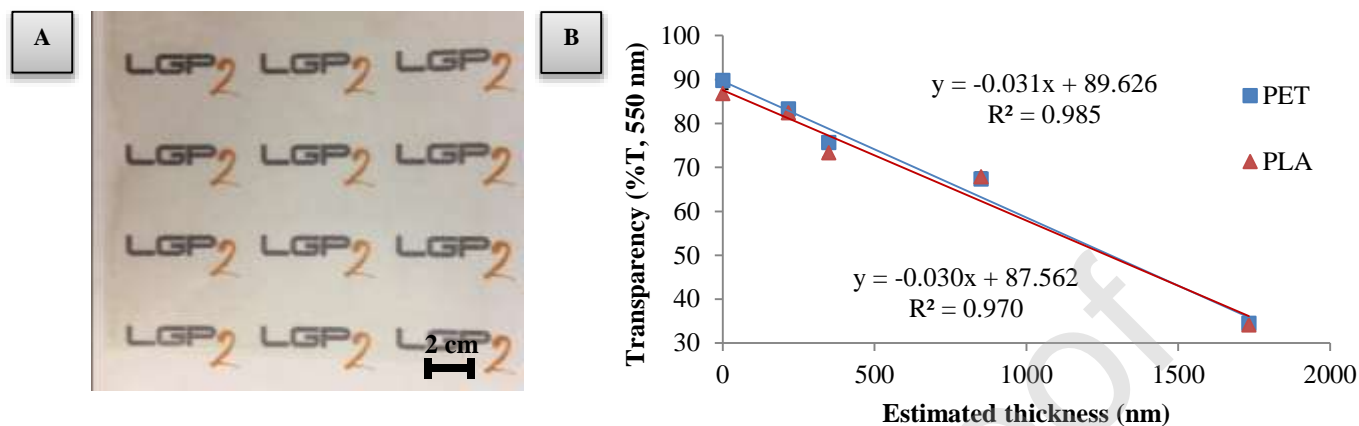 A
LGP2 LGP2 LGP2
LGP2 LGP2 LGP2
LGP2 LGP2 LGP2
LGP2 LGP2 LGP2
2 cm
B
Transparency (%T, 550 nm)
100
90
80
70
60
50
40
30
y = -0.031x + 89.626
R² = 0.985
y = -0.030x + 87.562
R² = 0.970
PET
PLA
0 500 1000 1500 2000
Estimated thickness (nm)
oof